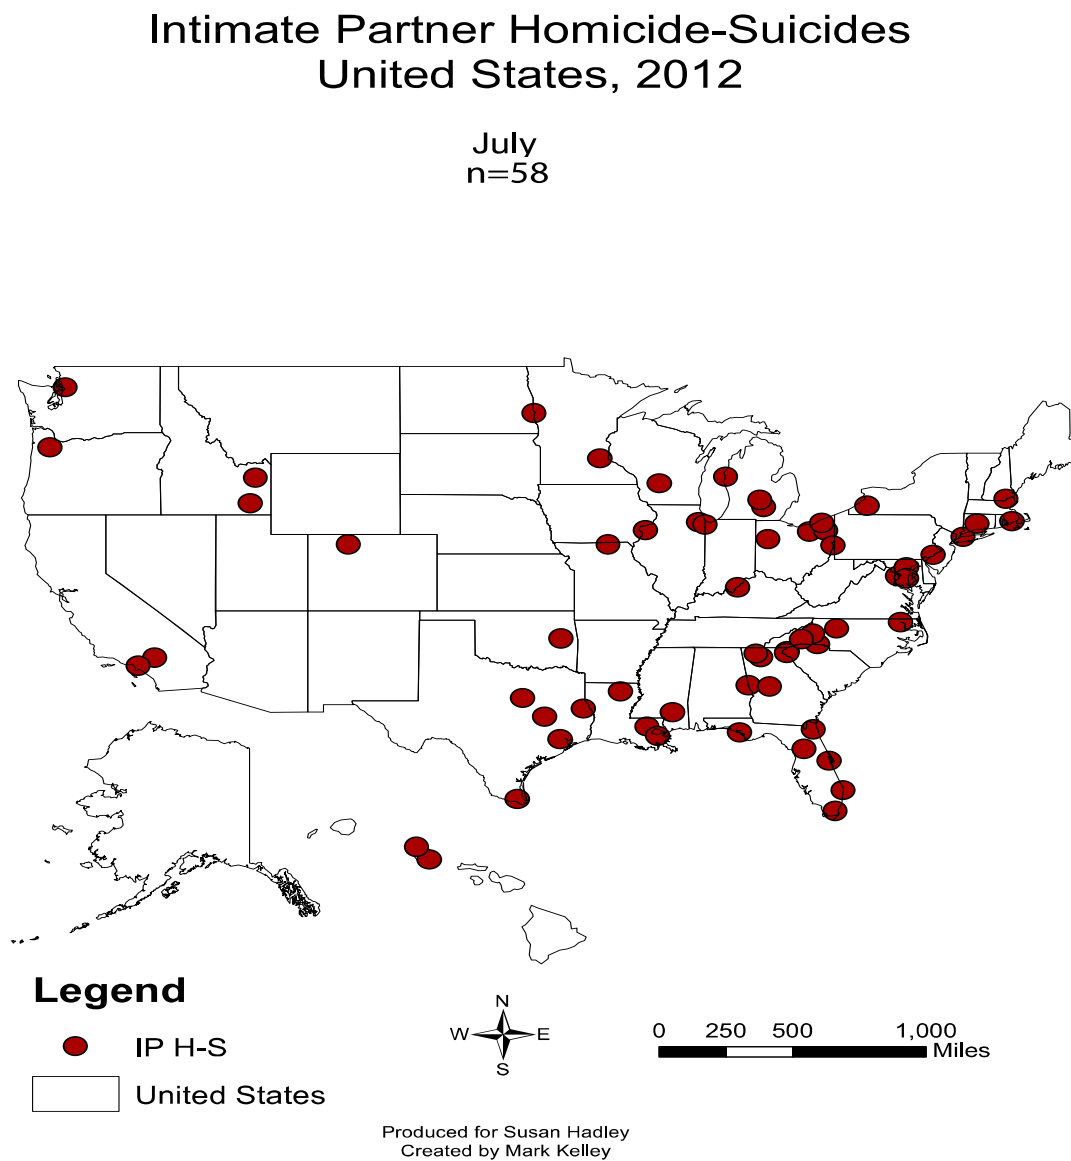 Intimate Partner Homicide-Suicides
United States, 2012
July
n=58
Legend
IP H-S
United States
N
W E
S
0 250 500 1,000
Miles
Produced for Susan Hadley
Created by Mark Kelley